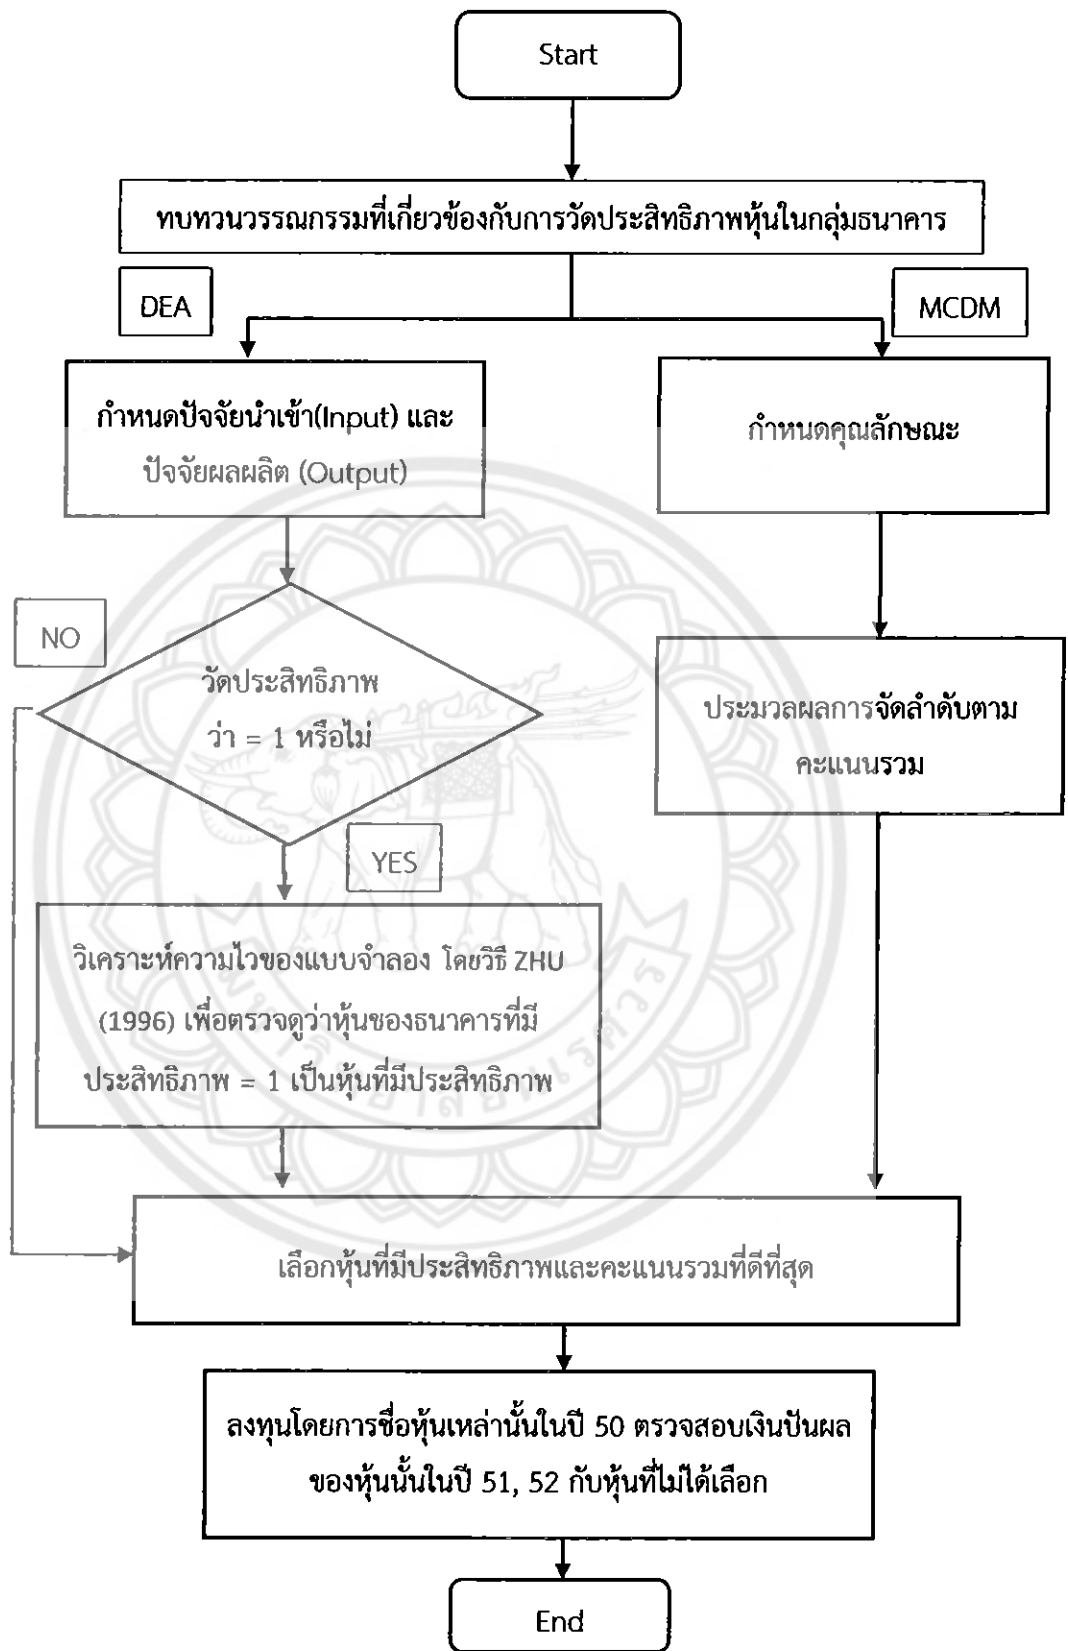 Start
ทบทวนวรรณกรรมที่เกี่ยวข้องกับการวัดประสิทธิภาพหุ้นในกลุ่มธนาคาร
DEA
MCDM
กำหนดปัจจัยนำเข้า(Input) และ
ปัจจัยผลผลิต (Output)
กำหนดคุณลักษณะ
NO
วัดประสิทธิภาพ
ว่า = 1 หรือไม่
ประมวลผลการจัดลำดับตาม
คะแนนรวม
YES
วิเคราะห์ความไวของแบบจำลอง โดยวิธี ZHU
(1996) เพื่อตรวจดูว่าหุ้นของธนาคารที่มี
ประสิทธิภาพ = 1 เป็นหุ้นที่มีประสิทธิภาพ
มหาวิทยาลัยนเรศวร
เลือกหุ้นที่มีประสิทธิภาพและคะแนนรวมที่ดีที่สุด
ลงทุนโดยการซื้อหุ้นเหล่านั้นในปี 50 ตรวจสอบเงินปันผล
ของหุ้นนั้นในปี 51, 52 กับหุ้นที่ไม่ได้เลือก
End